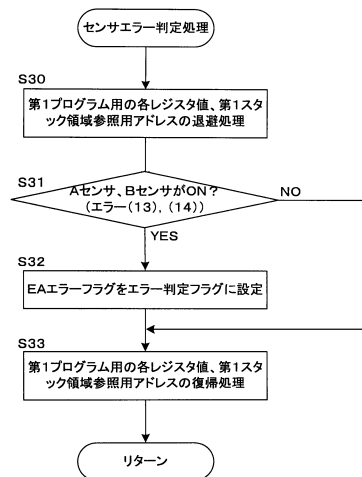 センサエラー判定処理
S30
第1プログラム用の各レジスタ値、第1スタ
ック領域参照用アドレスの退避処理
S31
Aセンサ、BセンサがON？
(エラー(13), (14))
NO
YES
S32
EAエラーフラグをエラー判定フラグに設定
S33
第1プログラム用の各レジスタ値、第1スタ
ック領域参照用アドレスの復帰処理
リターン